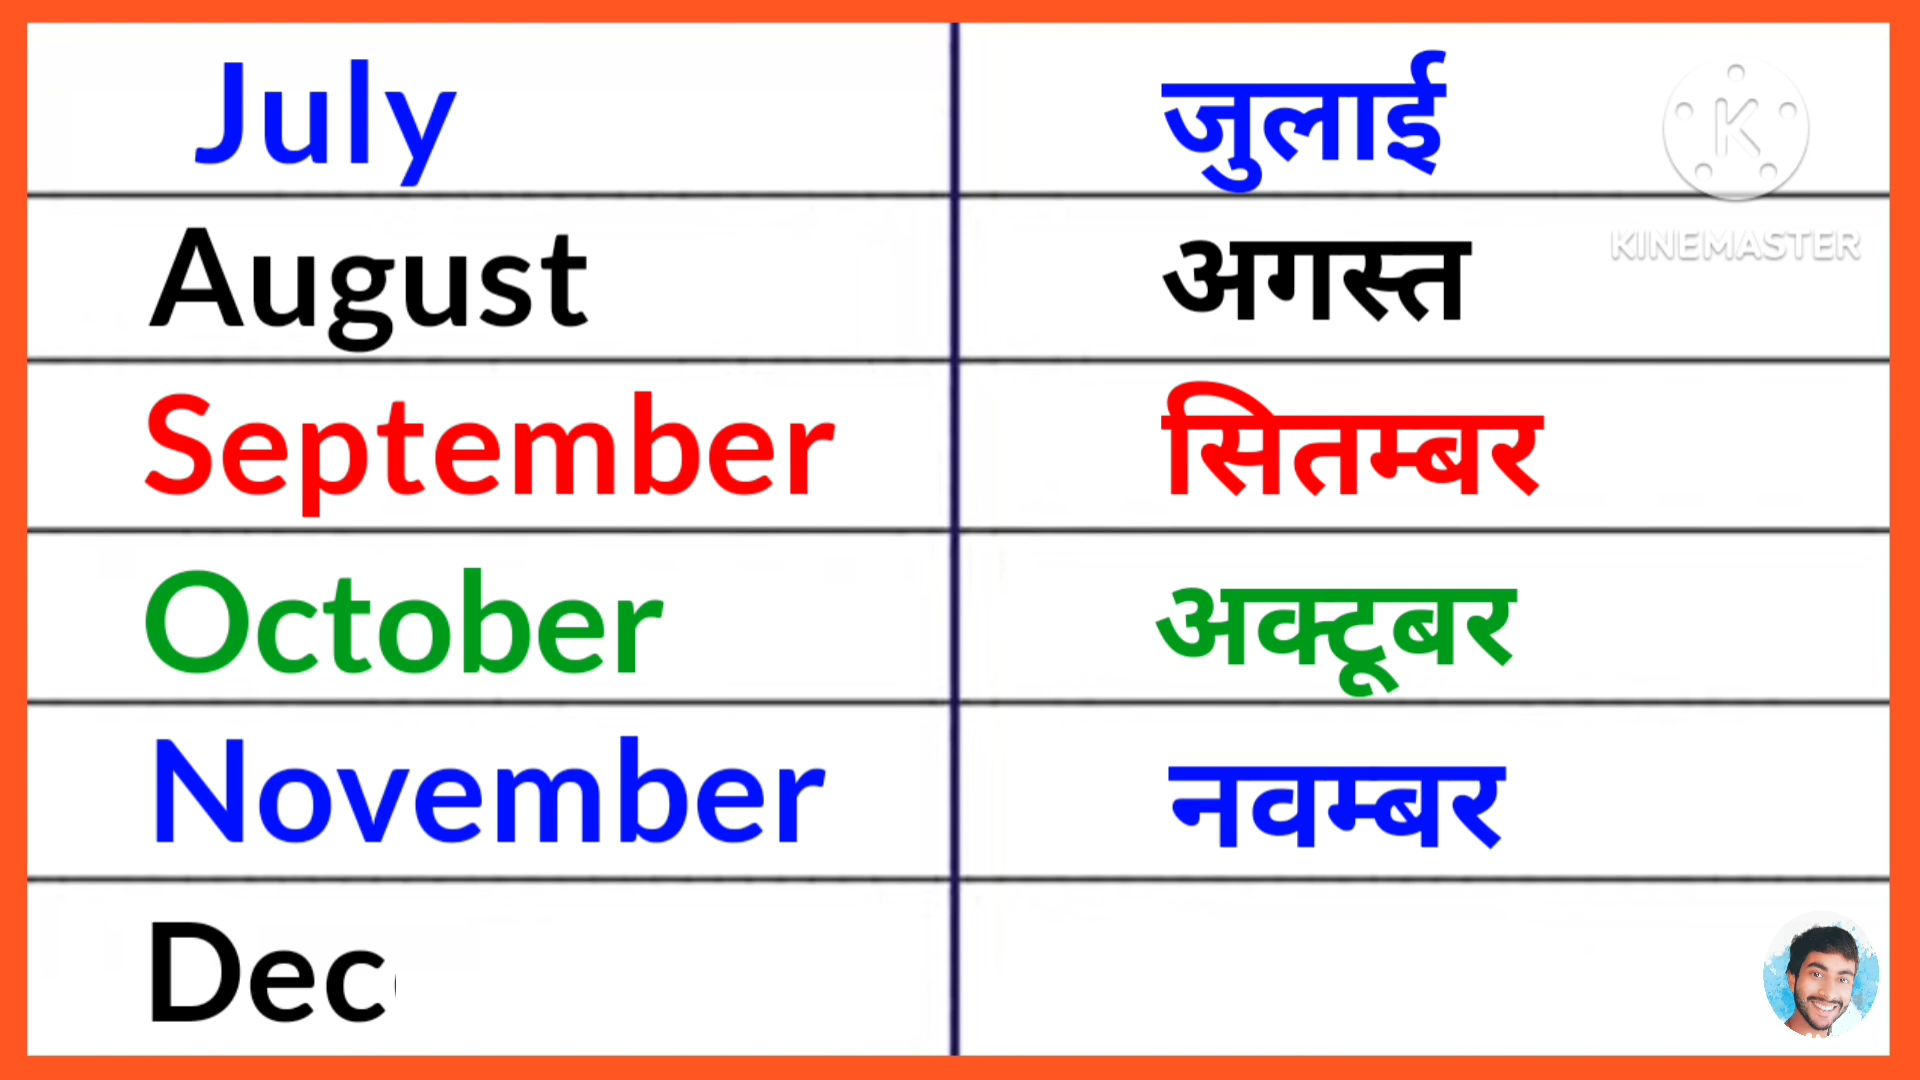 July जुलाई
KINEMASTER
August अगस्त
September सितम्बर
October अक्टूबर
November नवम्बर
Dec